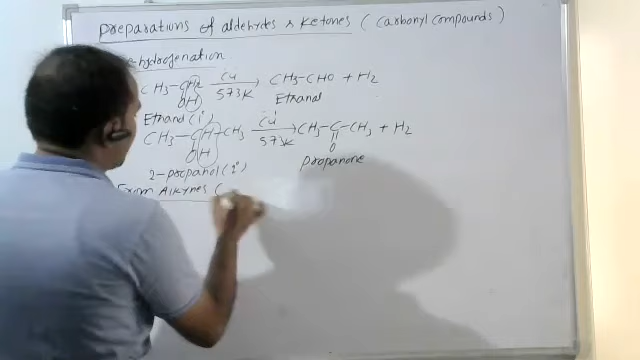 preparations of aldehydes & ketones ( Carbonyl compounds )
hydrogenation
CH3-CH2 Cu 573K → CH3-CHO + H2
OH
Ethanol (1°) Ethanal
CH3-CH-CH3 Cu 573K → CH3-C-CH3 + H2
OH O
2-propanol (2°) propanone
From Alkynes (